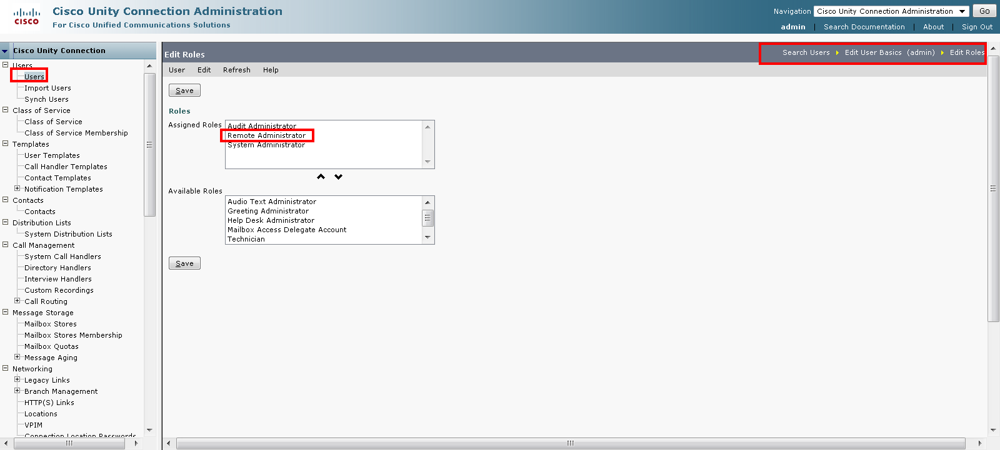 CISCO
Cisco Unity Connection Administration
For Cisco Unified Communications Solutions
Navigation Cisco Unity Connection Administration Go
admin Search Documentation About Sign Out
Cisco Unity Connection
Users
Users
Import Users
Synch Users
Class of Service
Class of Service
Class of Service Membership
Templates
User Templates
Call Handler Templates
Contact Templates
Notification Templates
Contacts
Contacts
Distribution Lists
System Distribution Lists
Call Management
System Call Handlers
Directory Handlers
Interview Handlers
Custom Recordings
Call Routing
Message Storage
Mailbox Stores
Mailbox Stores Membership
Mailbox Quotas
Message Aging
Networking
Legacy Links
Branch Management
HTTP(S) Links
Locations
VPIM
Connection Location Passwords
Edit Roles
Search Users Edit User Basics (admin) Edit Roles
User Edit Refresh Help
Save
Roles
Assigned Roles
Audit Administrator
Remote Administrator
System Administrator
Available Roles
Audio Text Administrator
Greeting Administrator
Help Desk Administrator
Mailbox Access Delegate Account
Technician
Save